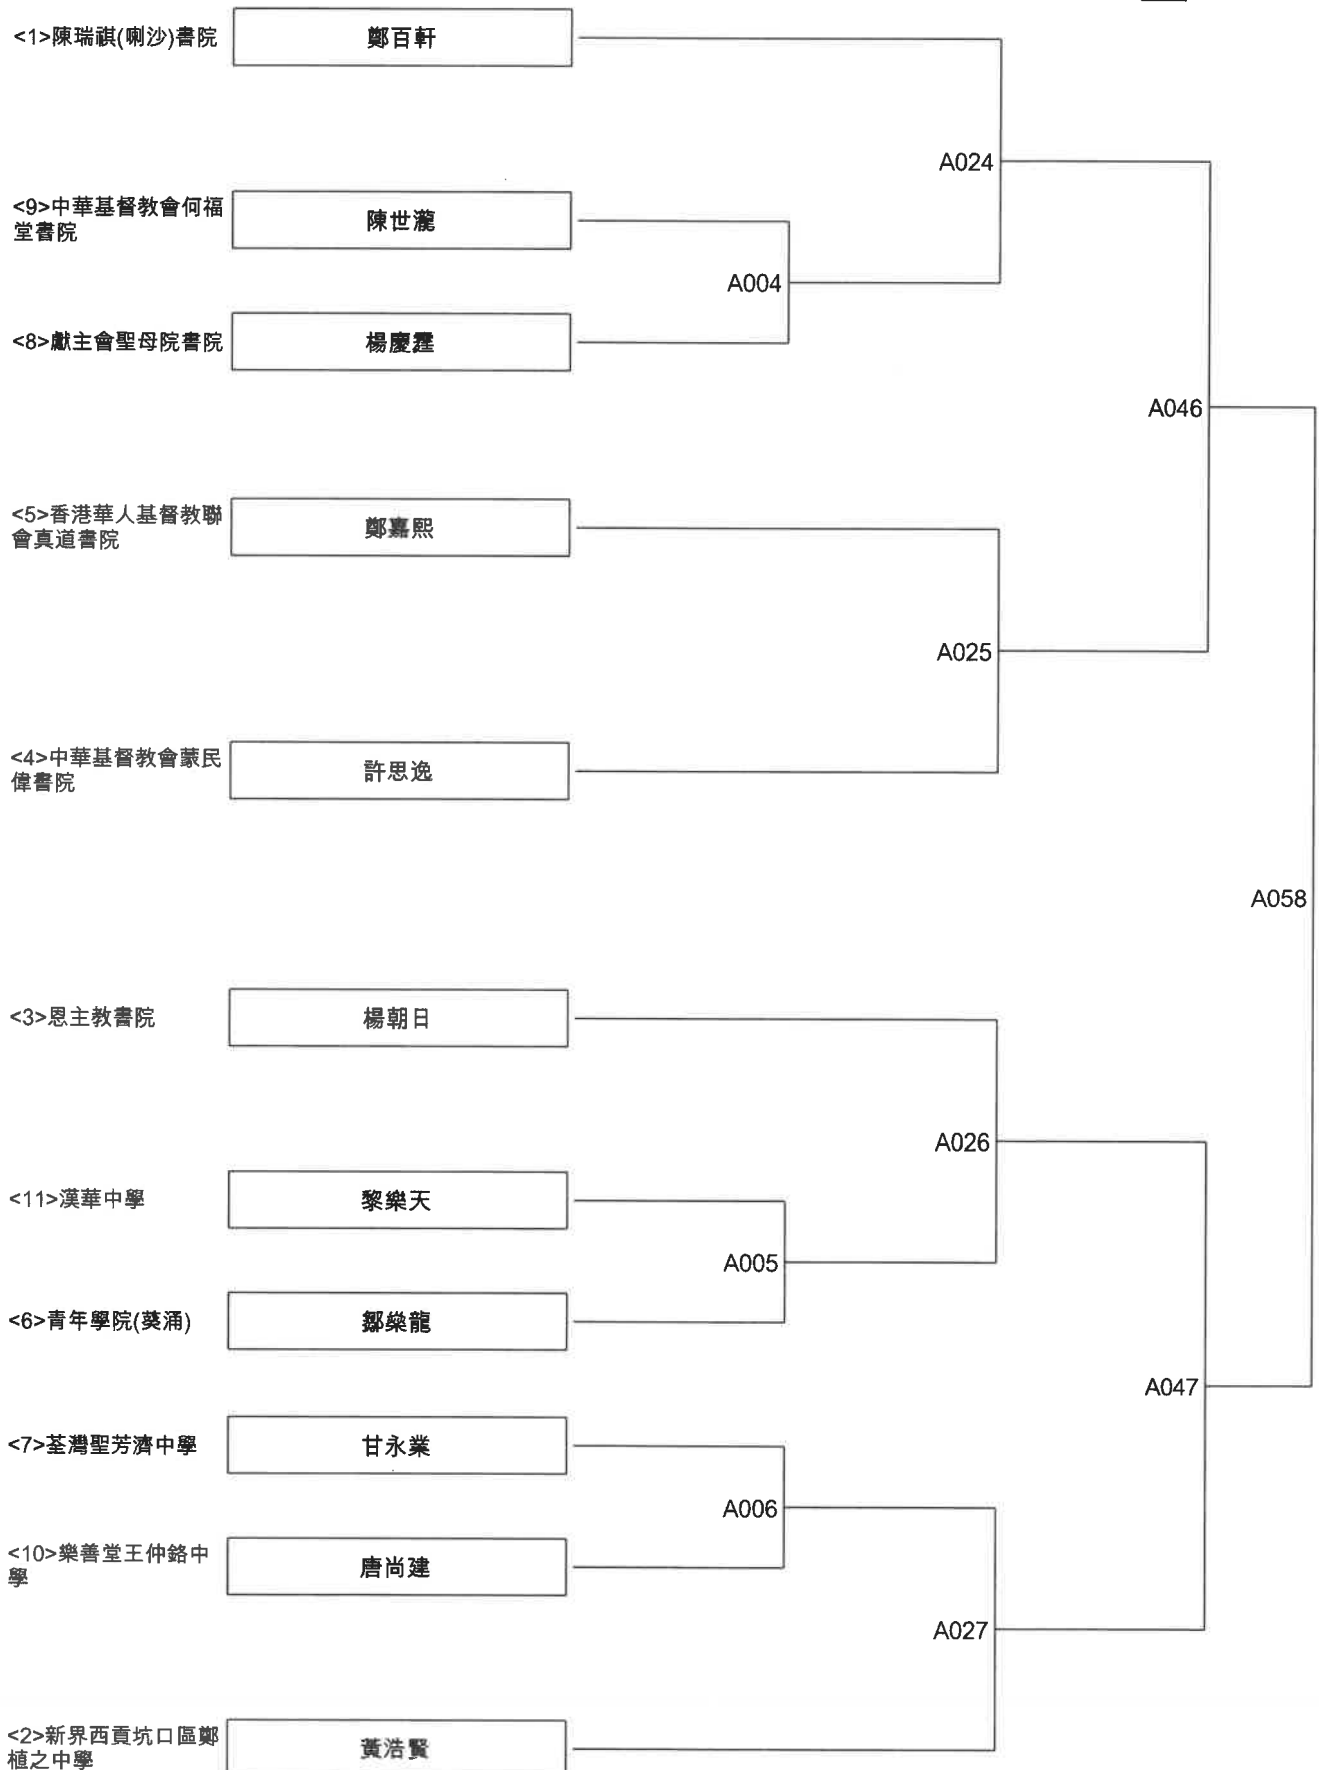 <1>陳瑞祺(喇沙)書院
鄭百軒
A024
<9>中華基督教會何福
堂書院
陳世瀧
A004
<8>獻主會聖母院書院
楊慶霆
A046
<5>香港華人基督教聯
會真道書院
鄭嘉熙
A025
<4>中華基督教會蒙民
偉書院
許思逸
A058
<3>恩主教書院
楊朝日
A026
<11>漢華中學
黎樂天
A005
<6>青年學院(葵涌)
鄒燊龍
A047
<7>荃灣聖芳濟中學
甘永業
A006
<10>樂善堂王仲銘中
學
唐尚建
A027
<2>新界西貢坑口區鄭
植之中學
黃浩賢